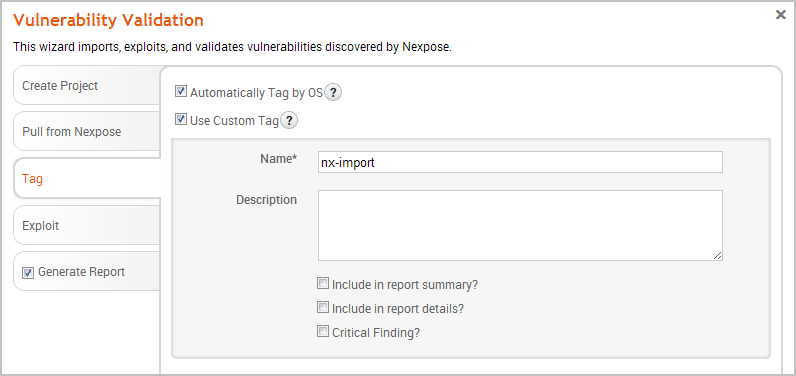 Vulnerability Validation
This wizard imports, exploits, and validates vulnerabilities discovered by Nexpose.
Create Project
Pull from Nexpose
Tag
Exploit
Generate Report
Automatically Tag by OS ?
Use Custom Tag ?
Name* nx-import
Description
Include in report summary?
Include in report details?
Critical Finding?